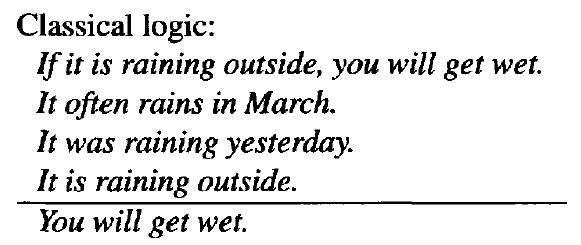 Classical logic:
If it is raining outside, you will get wet.
It often rains in March.
It was raining yesterday.
It is raining outside.
You will get wet.